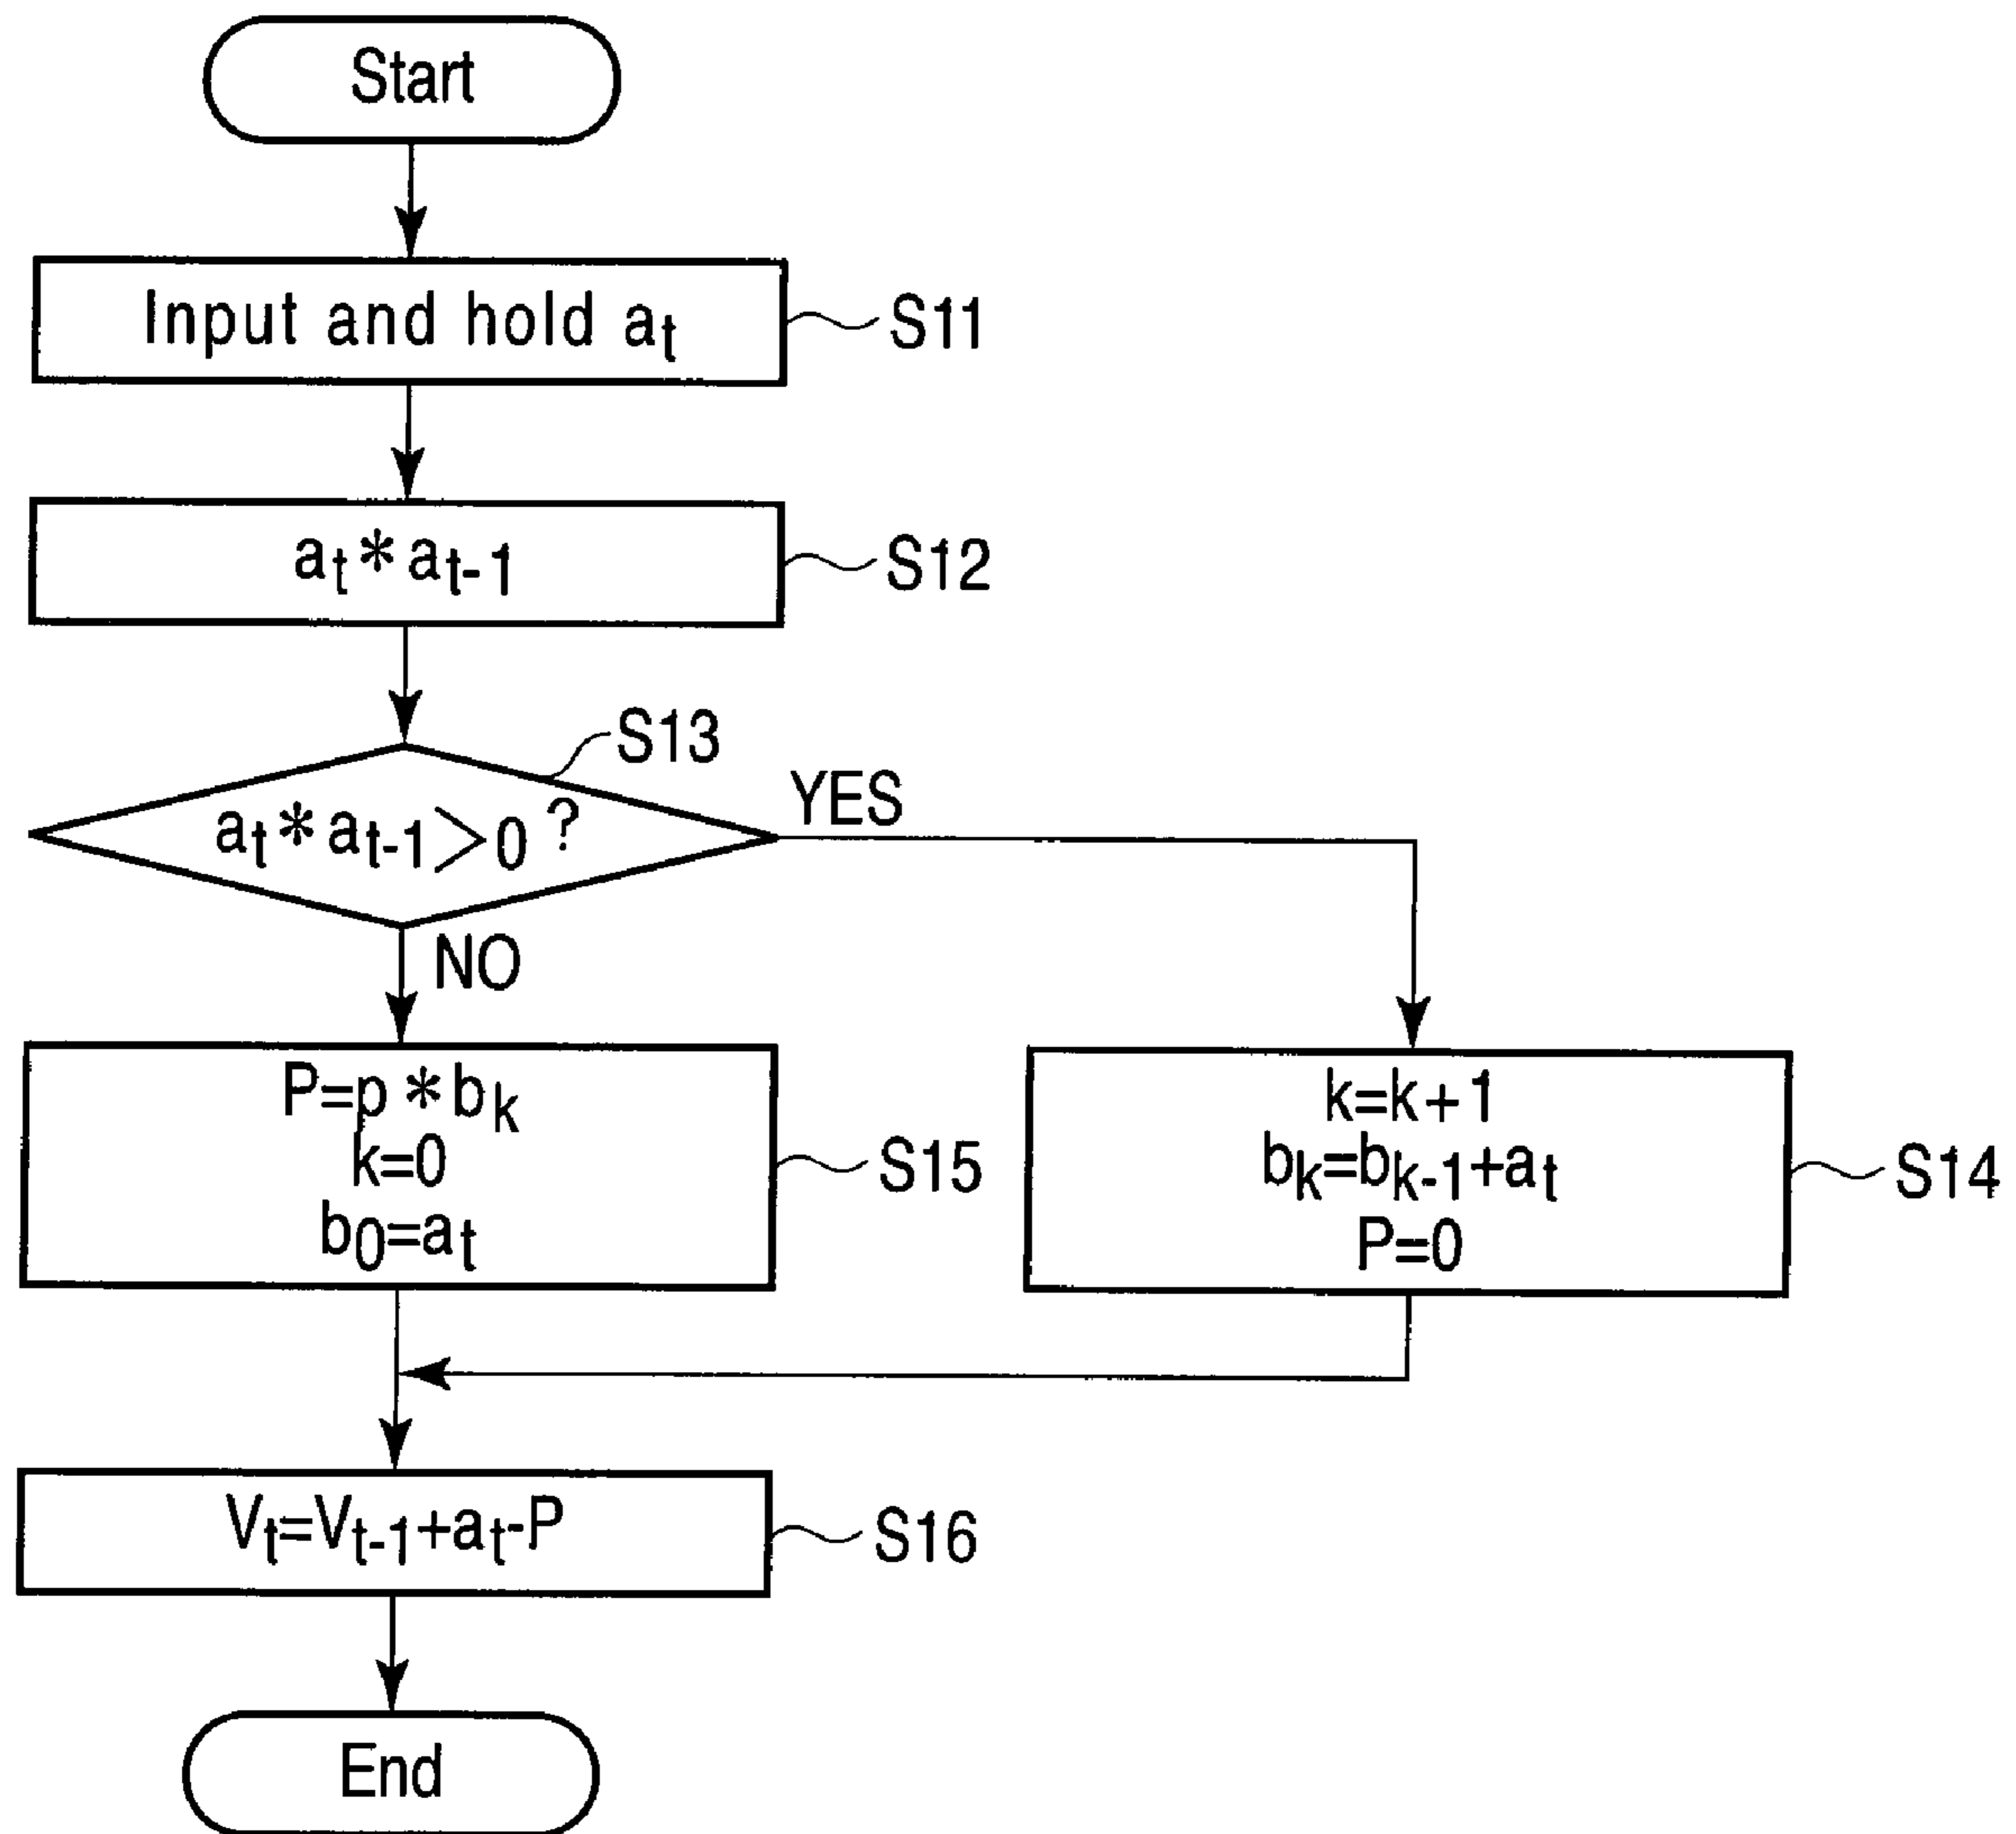 Start
Input and hold aₜ
S11
aₜ*aₜ₋₁
S12
S13
aₜ*aₜ₋₁>0?
YES
NO
P=p*bₖ
k=0
b₀=aₜ
S15
k=k+1
bₖ=bₖ₋₁+aₜ
P=0
S14
Vₜ=Vₜ₋₁+aₜ-P
S16
End